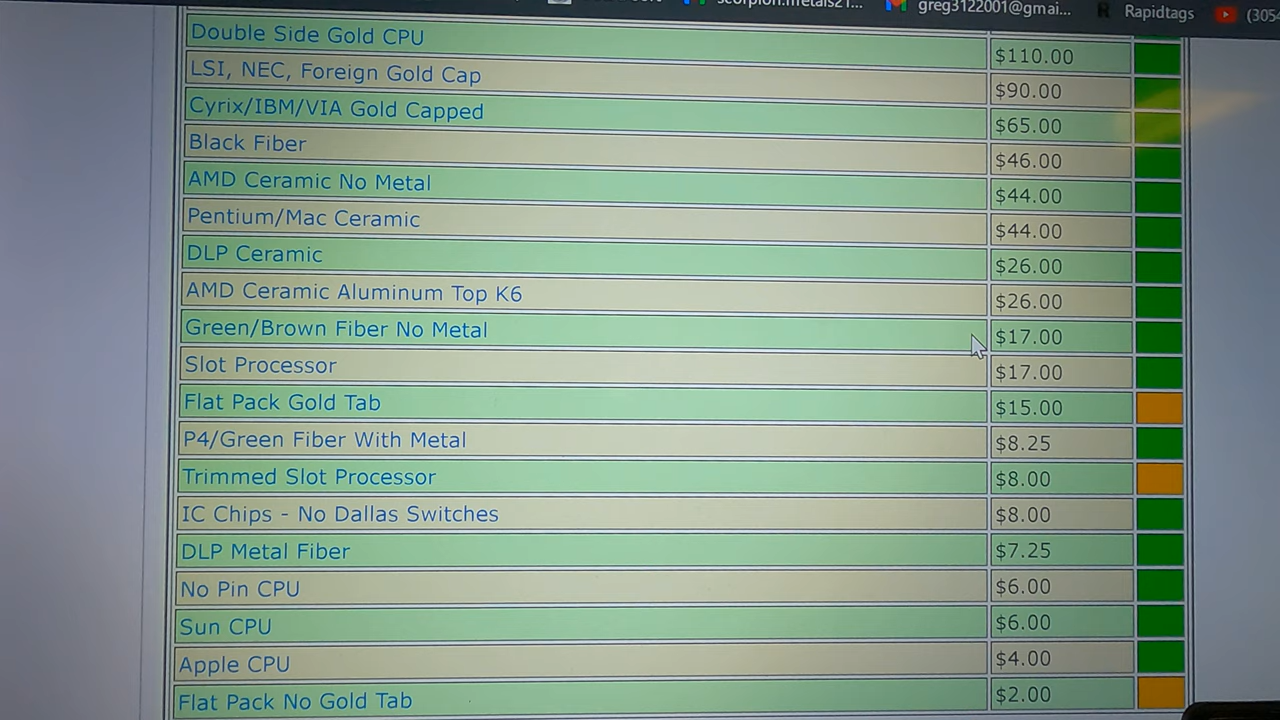 greg3122001@gmai...
Rapidtags
(305
Double Side Gold CPU $110.00
LSI, NEC, Foreign Gold Cap $90.00
Cyrix/IBM/VIA Gold Capped $65.00
Black Fiber $46.00
AMD Ceramic No Metal $44.00
Pentium/Mac Ceramic $44.00
DLP Ceramic $26.00
AMD Ceramic Aluminum Top K6 $26.00
Green/Brown Fiber No Metal $17.00
Slot Processor $17.00
Flat Pack Gold Tab $15.00
P4/Green Fiber With Metal $8.25
Trimmed Slot Processor $8.00
IC Chips - No Dallas Switches $8.00
DLP Metal Fiber $7.25
No Pin CPU $6.00
Sun CPU $6.00
Apple CPU $4.00
Flat Pack No Gold Tab $2.00